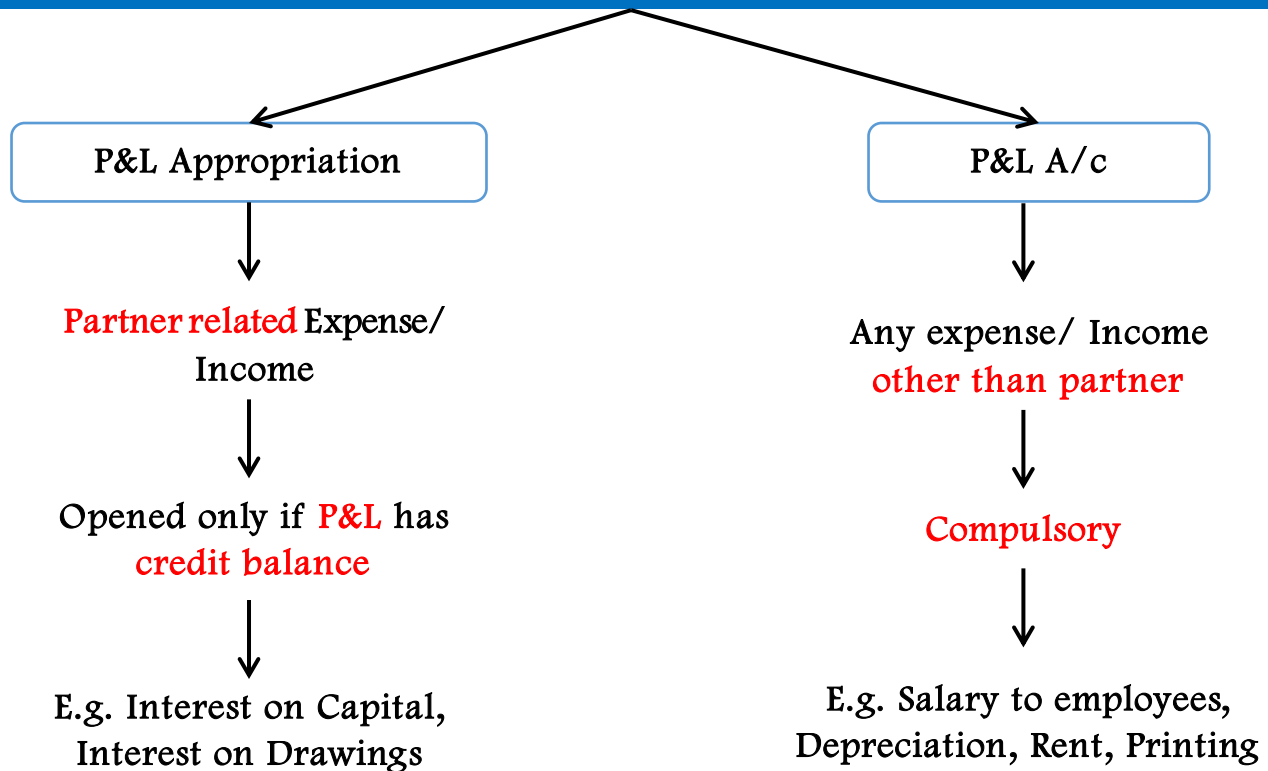 P&L Appropriation
Partner related Expense/
Income
Opened only if P&L has
credit balance
E.g. Interest on Capital,
Interest on Drawings
P&L A/c
Any expense/ Income
other than partner
Compulsory
E.g. Salary to employees,
Depreciation, Rent, Printing